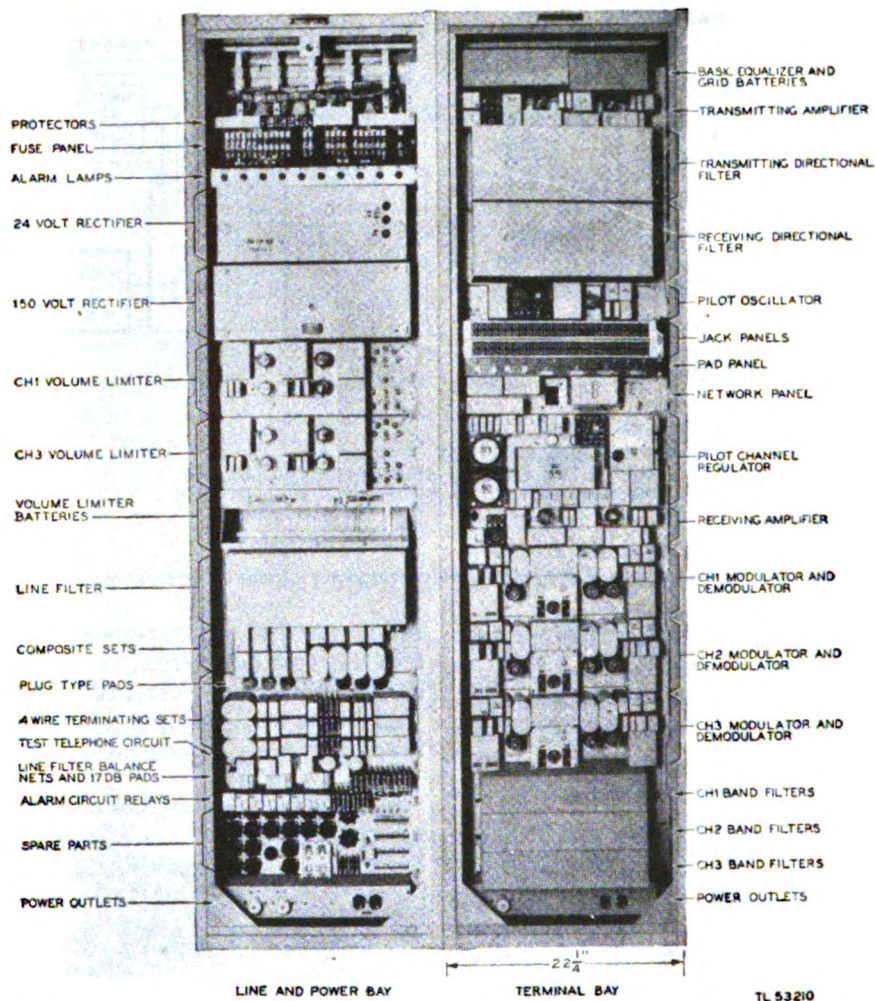 PROTECTORS
FUSE PANEL
ALARM LAMPS
24 VOLT RECTIFIER
150 VOLT RECTIFIER
CH1 VOLUME LIMITER
CH3 VOLUME LIMITER
VOLUME LIMITER
BATTERIES
LINE FILTER
COMPOSITE SETS
PLUG TYPE PADS
4 WIRE TERMINATING SETS
TEST TELEPHONE CIRCUIT
LINE FILTER BALANCE
NETS AND 17 DB PADS
ALARM CIRCUIT RELAYS
SPARE PARTS
POWER OUTLETS
BASIC EQUALIZER AND
GRID BATTERIES
TRANSMITTING AMPLIFIER
TRANSMITTING DIRECTIONAL
FILTER
RECEIVING DIRECTIONAL
FILTER
PILOT OSCILLATOR
JACK PANELS
PAD PANEL
NETWORK PANEL
PILOT CHANNEL
REGULATOR
RECEIVING AMPLIFIER
CH1 MODULATOR AND
DEMODULATOR
CH2 MODULATOR AND
DEMODULATOR
CH3 MODULATOR AND
DEMODULATOR
CH1 BAND FILTERS
CH2 BAND FILTERS
CH3 BAND FILTERS
POWER OUTLETS
22 1/4"
LINE AND POWER BAY
TERMINAL BAY
TL 53210